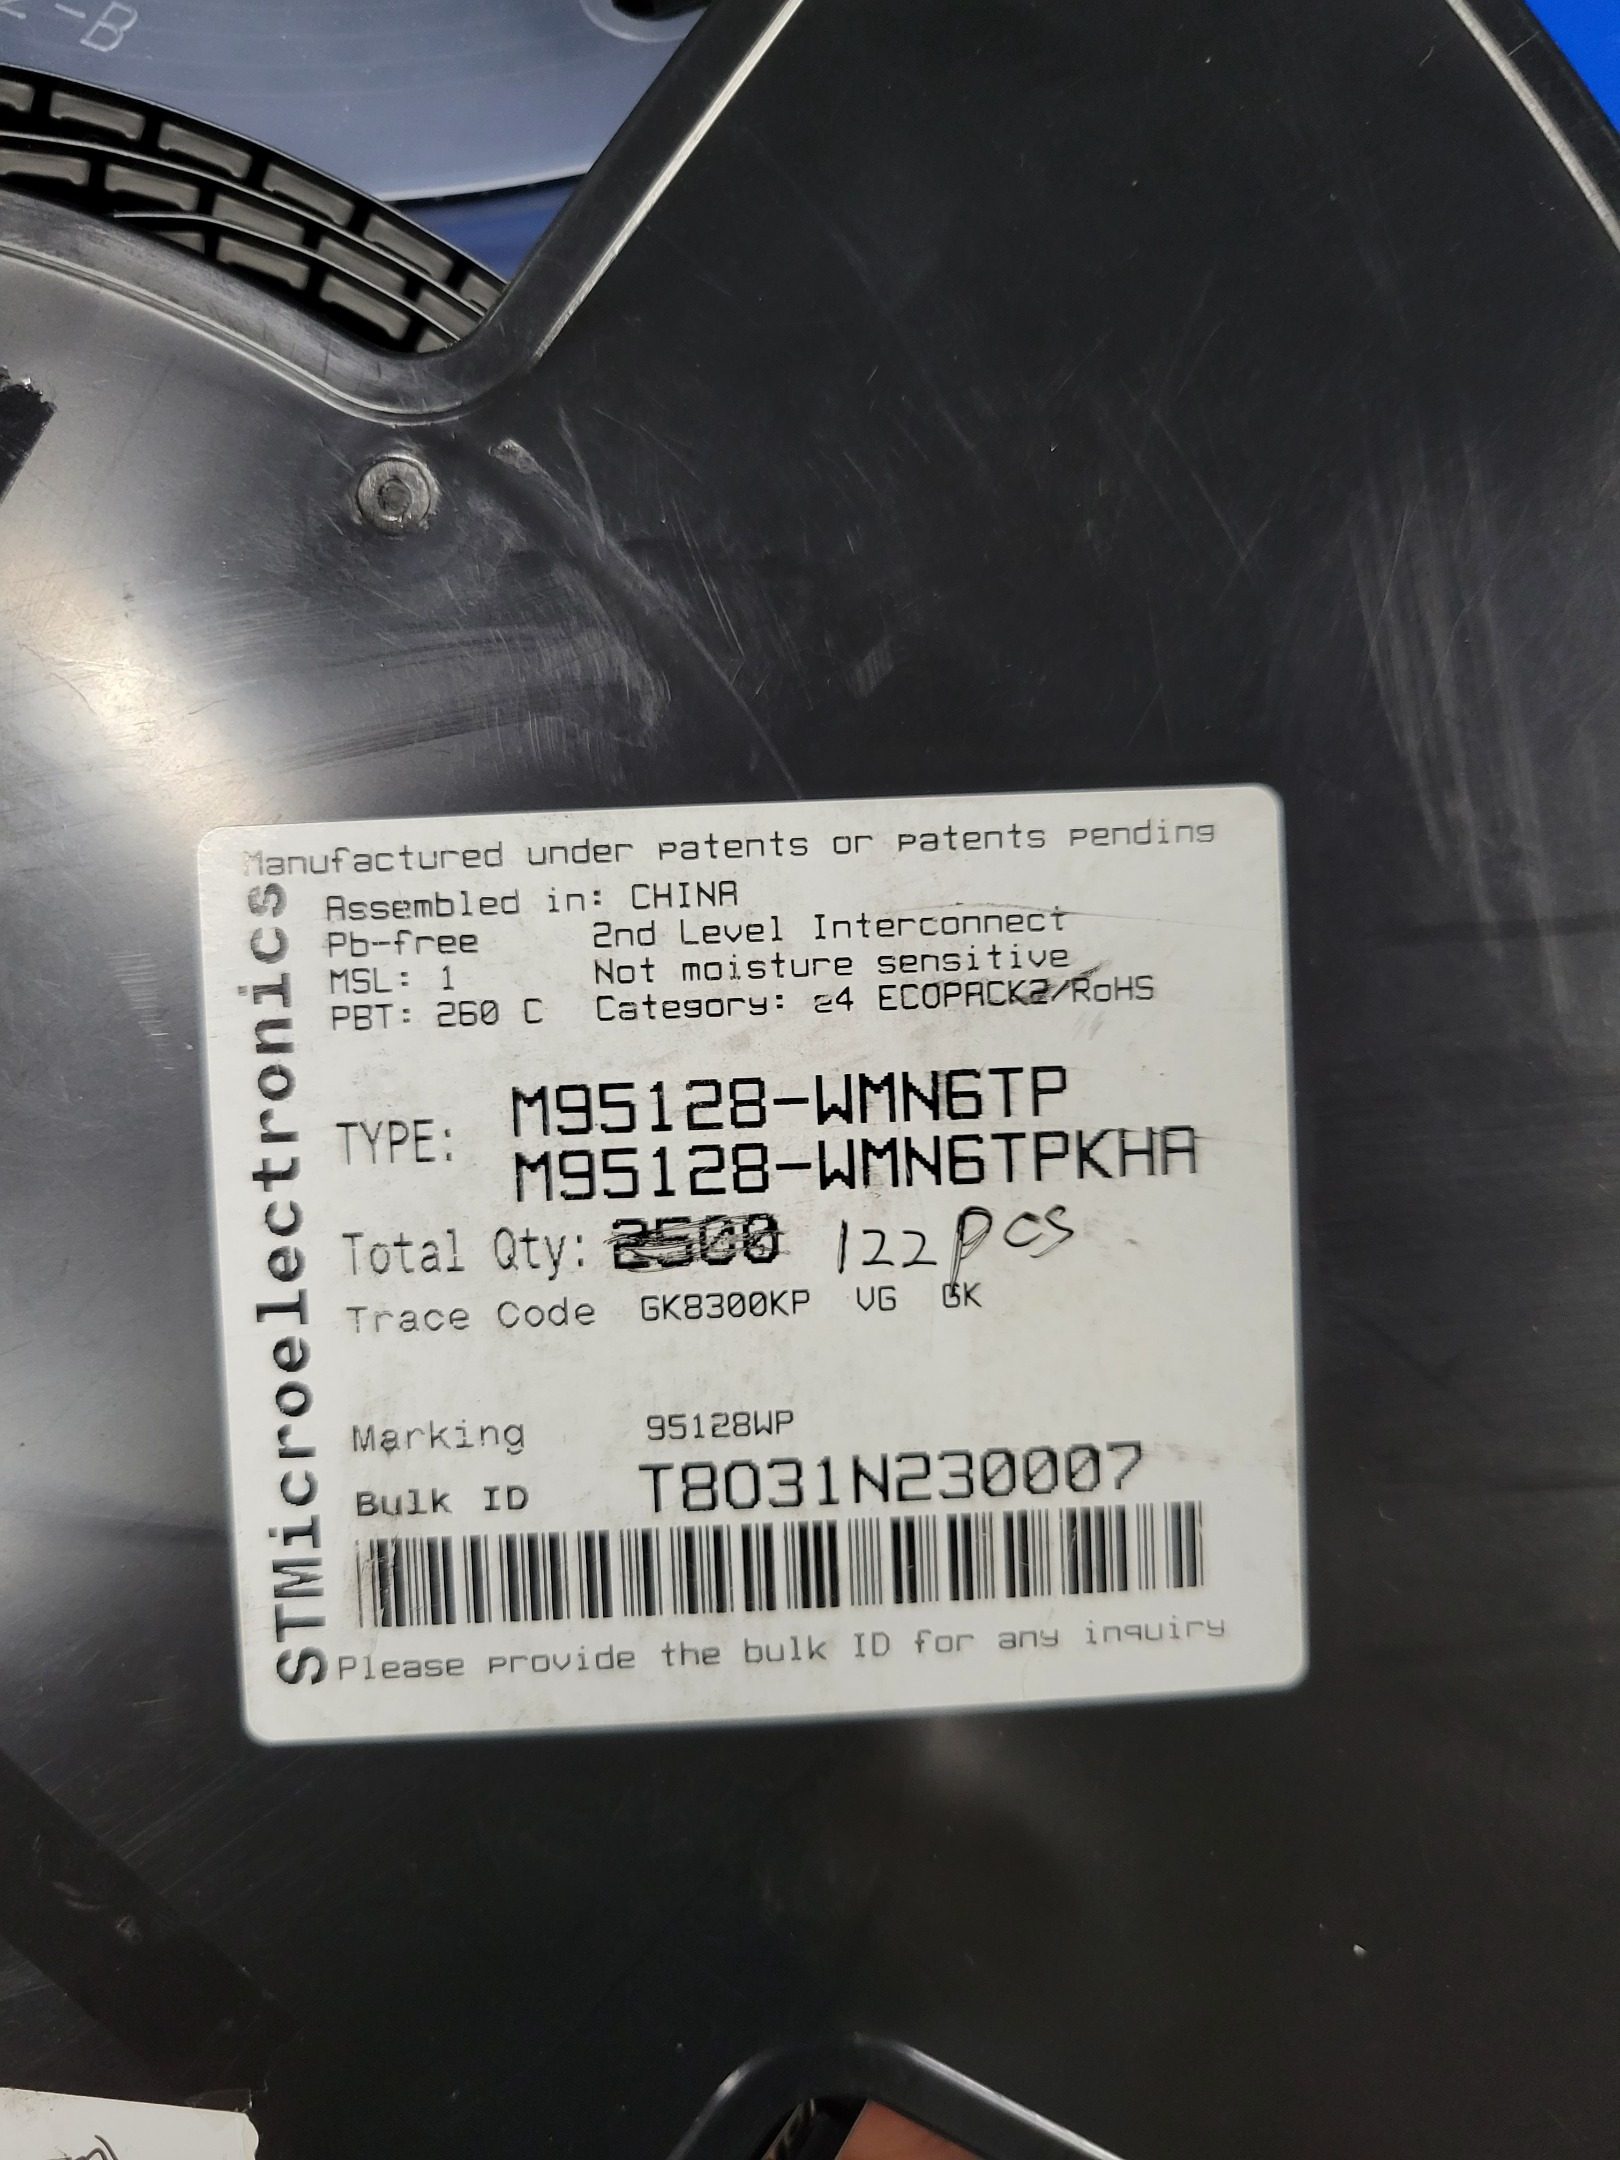 Z-B
Manufactured under patents or patents pending
Assembled in: CHINA
Pb-free 2nd Level Interconnect
MSL: 1 Not moisture sensitive
PBT: 260 C Category: e4 ECOPACK2/RoHS
TYPE: M95128-WMN6TP
M95128-WMN6TPKHA
Total Qty: 2500 122pcs
Trace Code GK8300KP VG GK
Marking 95128WP
Bulk ID T8031N230007
Please provide the bulk ID for any inquiry
STMicroelectronics